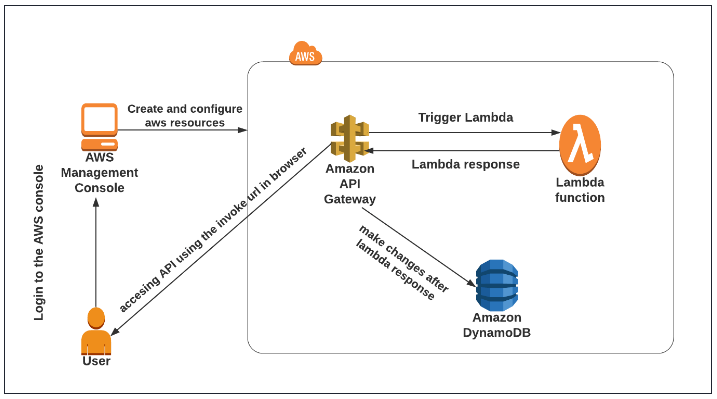 AWS
Create and configure
aws resources
AWS
Management
Console
Login to the AWS console
User
accesing API using the invoke url in browser
Amazon
API
Gateway
Trigger Lambda
Lambda response
λ
Lambda
function
make changes after
lambda response
Amazon
DynamoDB